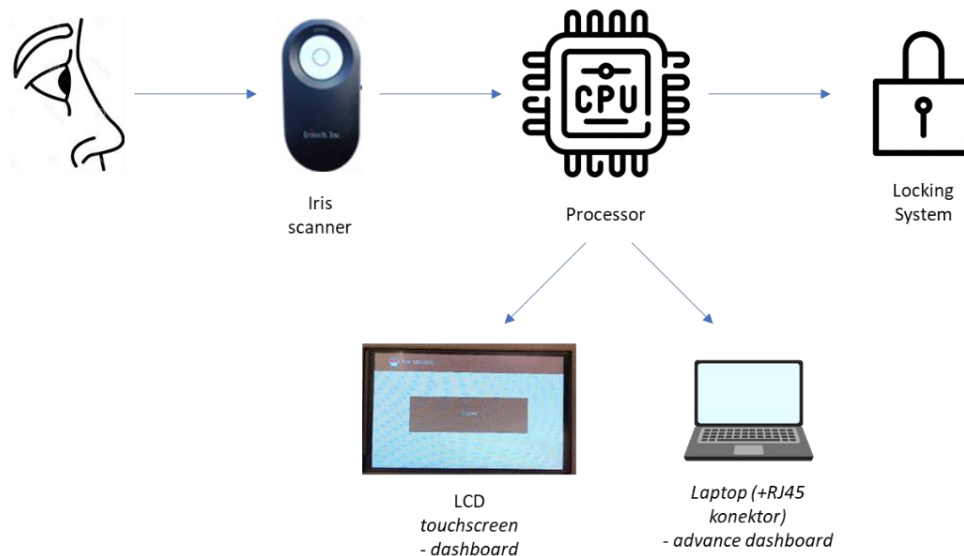 CPU
Iritech, Inc.
Iris
scanner
Processor
Locking
System
LCD
touchscreen
- dashboard
Laptop (+RJ45
konektor)
- advance dashboard